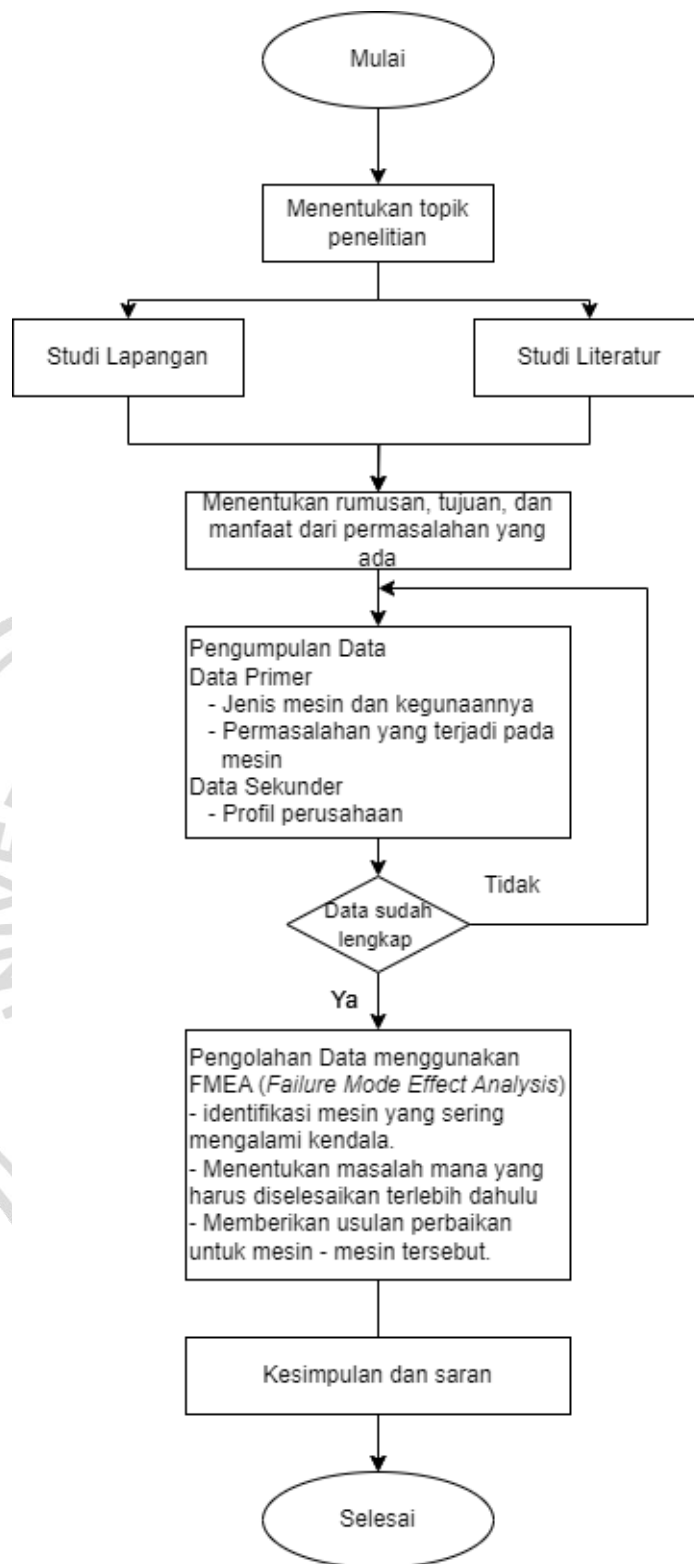 Mulai
Menentukan topik
penelitian
Studi Lapangan
Studi Literatur
Menentukan rumusan, tujuan, dan
manfaat dari permasalahan yang
ada
Pengumpulan Data
Data Primer
- Jenis mesin dan kegunaannya
- Permasalahan yang terjadi pada
mesin
Data Sekunder
- Profil perusahaan
Tidak
Data sudah
lengkap
Ya
Pengolahan Data menggunakan
FMEA (Failure Mode Effect Analysis)
- identifikasi mesin yang sering
mengalami kendala.
- Menentukan masalah mana yang
harus diselesaikan terlebih dahulu
- Memberikan usulan perbaikan
untuk mesin - mesin tersebut.
Kesimpulan dan saran
Selesai